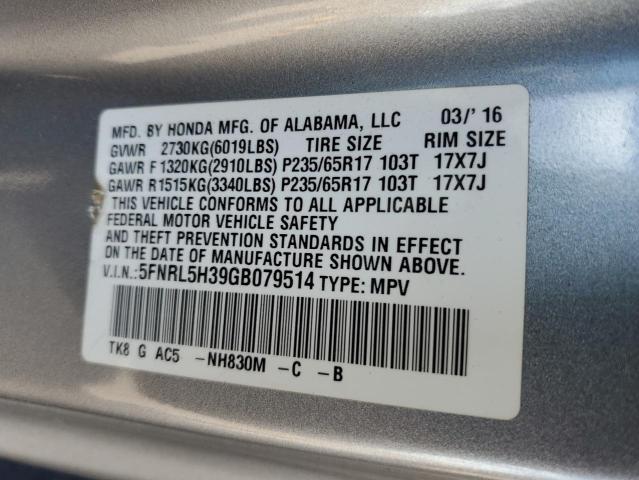 MFD. BY HONDA MFG. OF ALABAMA, LLC 03/' 16
GVWR 2730KG(6019LBS) TIRE SIZE RIM SIZE
GAWR F 1320KG(2910LBS) P235/65R17 103T 17X7J
GAWR R1515KG(3340LBS) P235/65R17 103T 17X7J
THIS VEHICLE CONFORMS TO ALL APPLICABLE
FEDERAL MOTOR VEHICLE SAFETY
AND THEFT PREVENTION STANDARDS IN EFFECT
ON THE DATE OF MANUFACTURE SHOWN ABOVE.
V.I.N.:5FNRL5H39GB079514 TYPE: MPV
TK8 G AC5 -NH830M -C -B